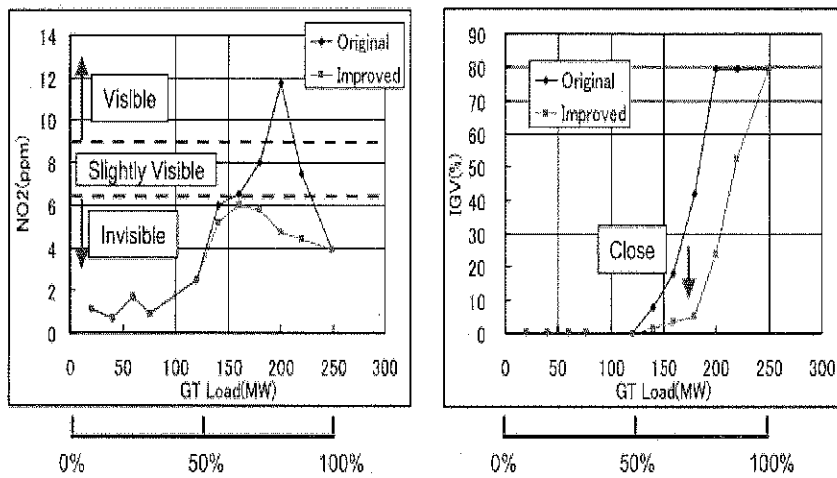 14
12
10
8
6
4
2
0
NO2(ppm)
Original
Improved
Visible
Slightly Visible
Invisible
0 50 100 150 200 250 300
GT Load(MW)
0% 50% 100%
90
80
70
60
50
40
30
20
10
0
IGV(%)
Original
Improved
Close
0 50 100 150 200 250 300
GT Load(MW)
0% 50% 100%